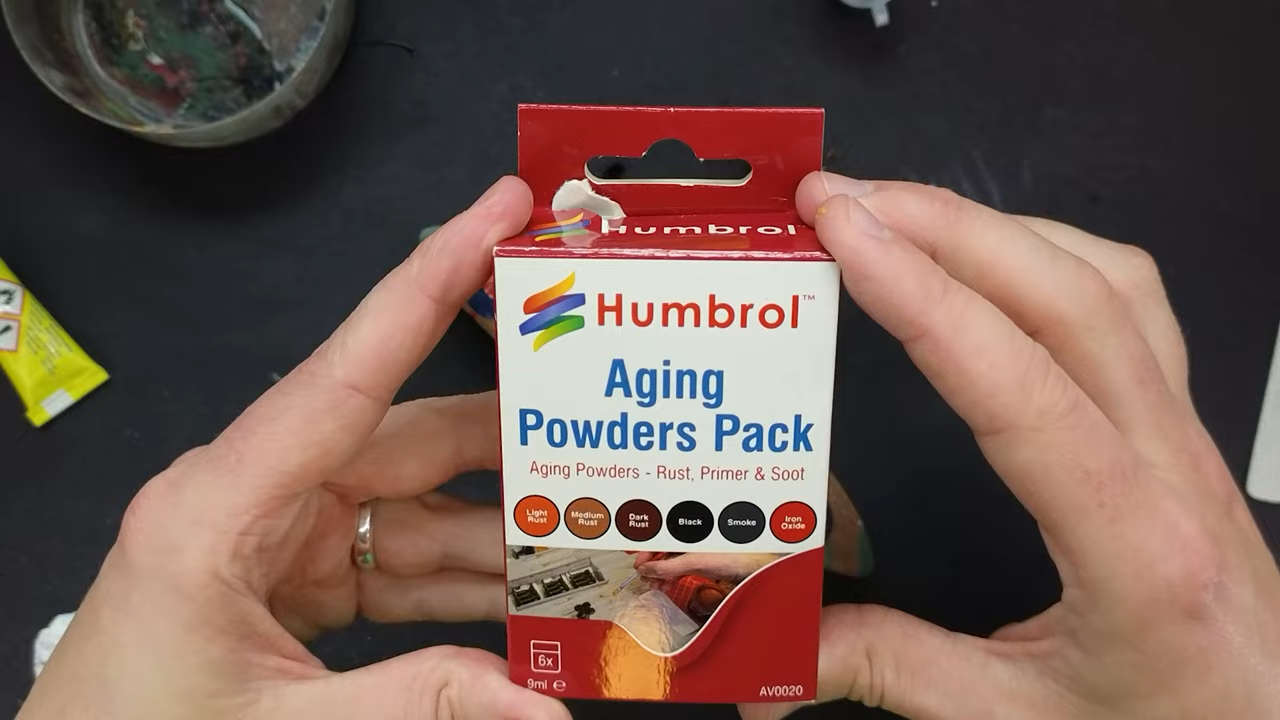 Humbrol
Humbrol™
Aging
Powders Pack
Aging Powders - Rust, Primer & Soot
Light Rust
Medium Rust
Dark Rust
Black
Smoke
Iron Oxide
6x
9ml ℮
AV0020